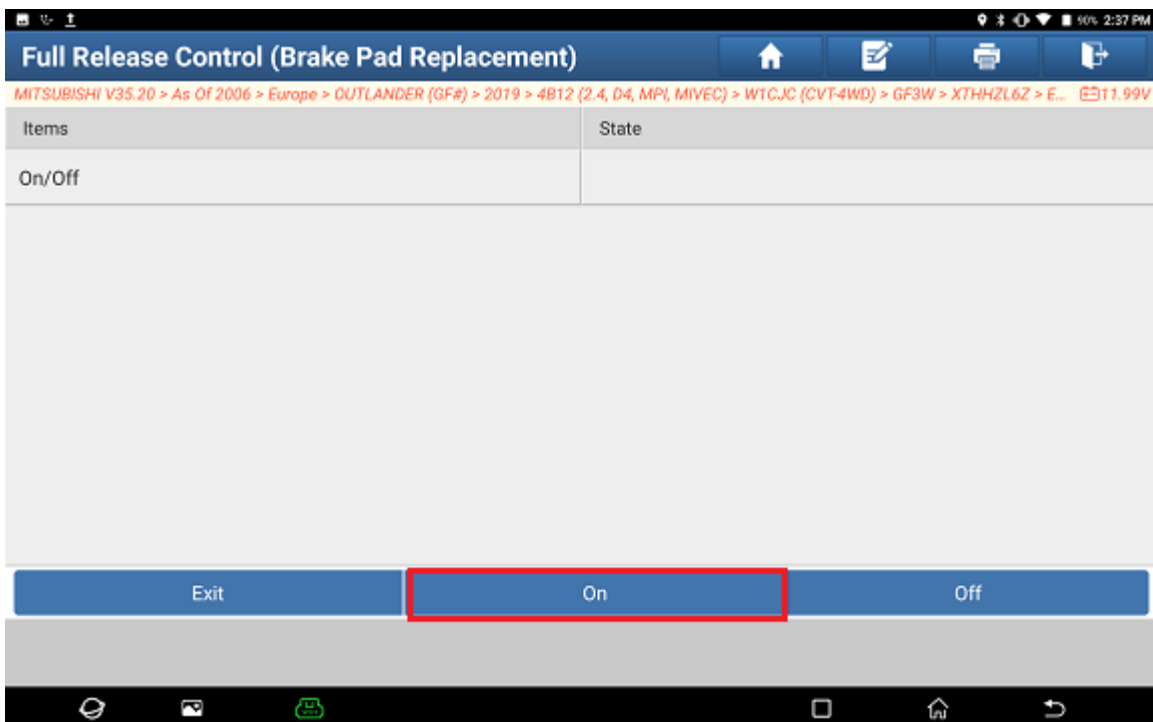 90% 2:37 PM
Full Release Control (Brake Pad Replacement)
MITSUBISHI V35.20 > As Of 2006 > Europe > OUTLANDER (GF#) > 2019 > 4B12 (2.4, D4, MPI, MIVEC) > W1CJC (CVT-4WD) > GF3W > XTHHZL6Z > E... 11.99V
Items State
On/Off
Exit On Off